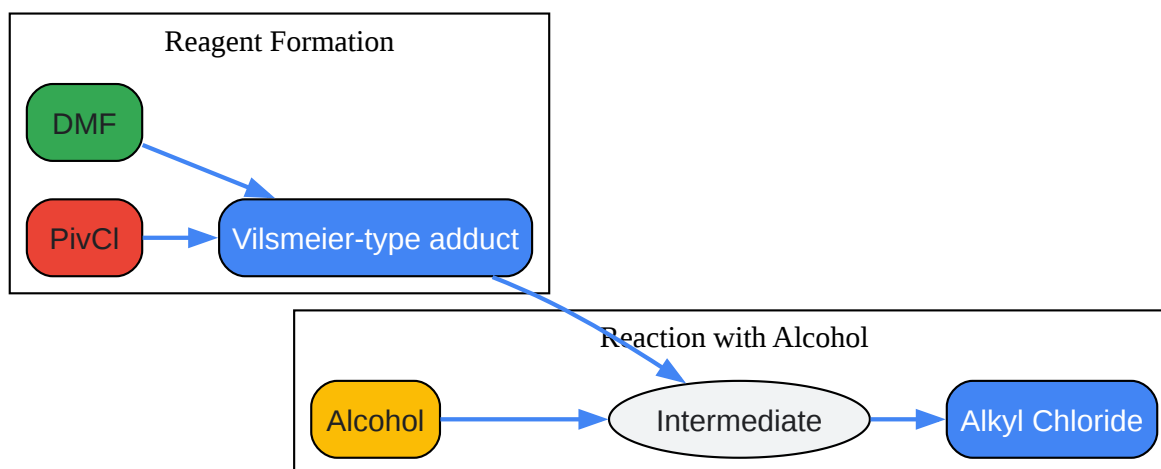 Reagent Formation
DMF
PivCl
Vilsmeier-type adduct
Reaction with Alcohol
Alcohol
Intermediate
Alkyl Chloride